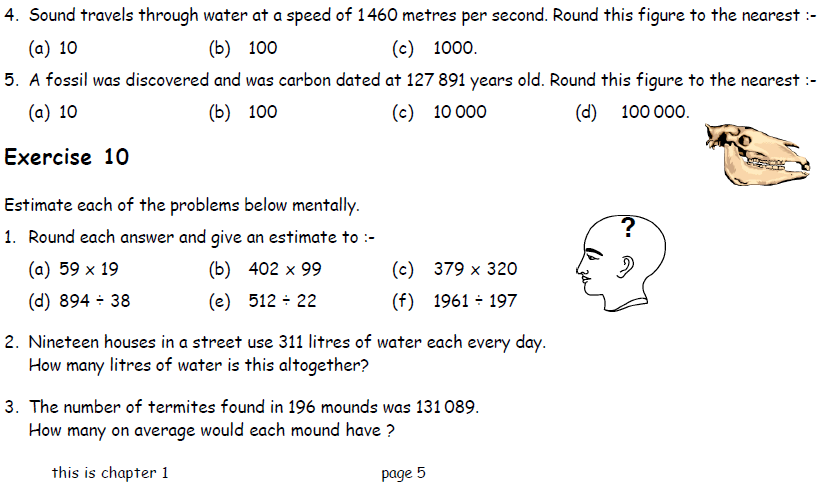 4. Sound travels through water at a speed of 1460 metres per second. Round this figure to the nearest :-
(a) 10 (b) 100 (c) 1000.
5. A fossil was discovered and was carbon dated at 127 891 years old. Round this figure to the nearest :-
(a) 10 (b) 100 (c) 10 000 (d) 100 000.
Exercise 10
Estimate each of the problems below mentally.
1. Round each answer and give an estimate to :-
(a) 59 x 19 (b) 402 x 99 (c) 379 x 320
(d) 894 ÷ 38 (e) 512 ÷ 22 (f) 1961 ÷ 197
?
2. Nineteen houses in a street use 311 litres of water each every day.
How many litres of water is this altogether?
3. The number of termites found in 196 mounds was 131 089.
How many on average would each mound have ?
this is chapter 1 page 5